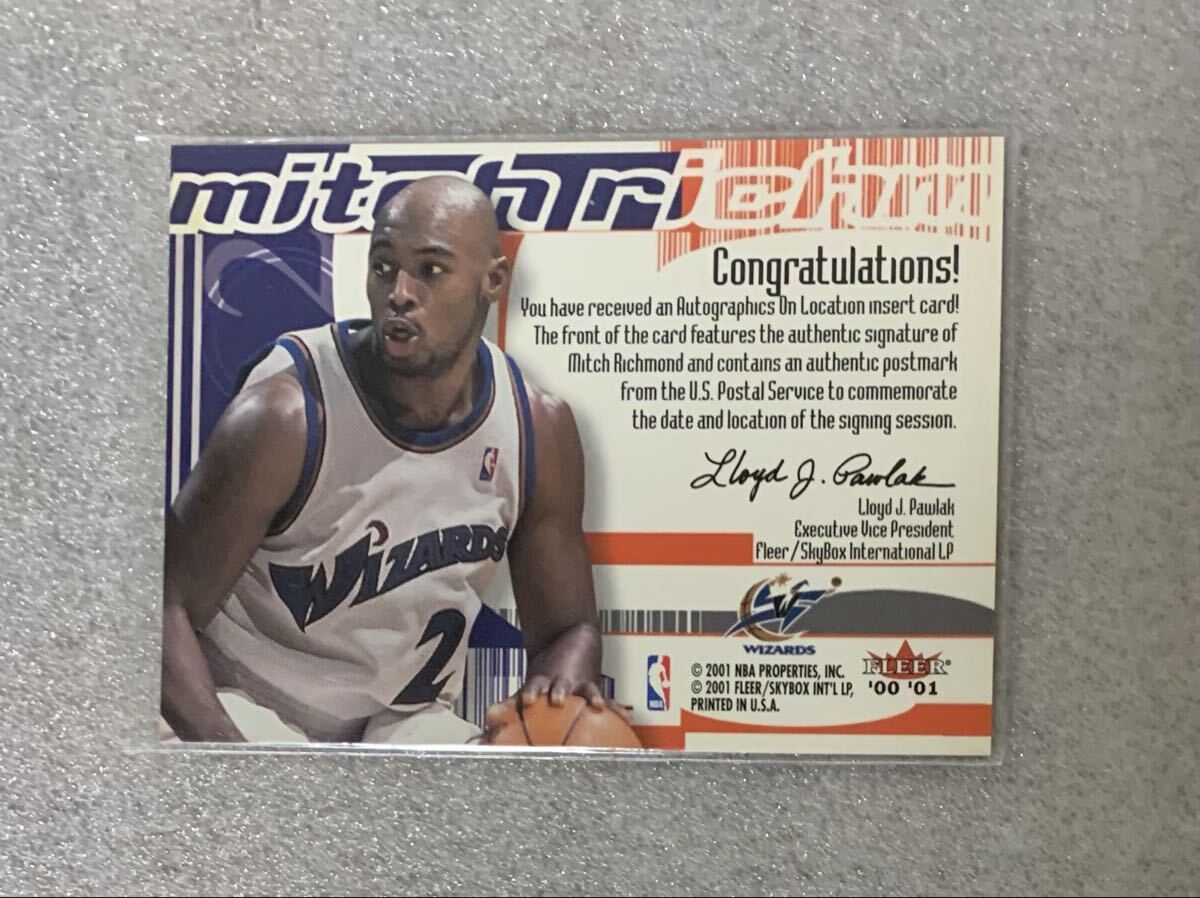 mitch richm
Congratulations!
You have received an Autographics On Location insert card!
The front of the card features the authentic signature of
Mitch Richmond and contains an authentic postmark
from the U.S. Postal Service to commemorate
the date and location of the signing session.
Lloyd J. Pawlak
Lloyd J. Pawlak
Executive Vice President
Fleer/SkyBox International LP
WIZARDS
2
WIZARDS
NBA
© 2001 NBA PROPERTIES, INC.
© 2001 FLEER/SKYBOX INT'L LP,
PRINTED IN U.S.A.
FLEER®
'00 '01